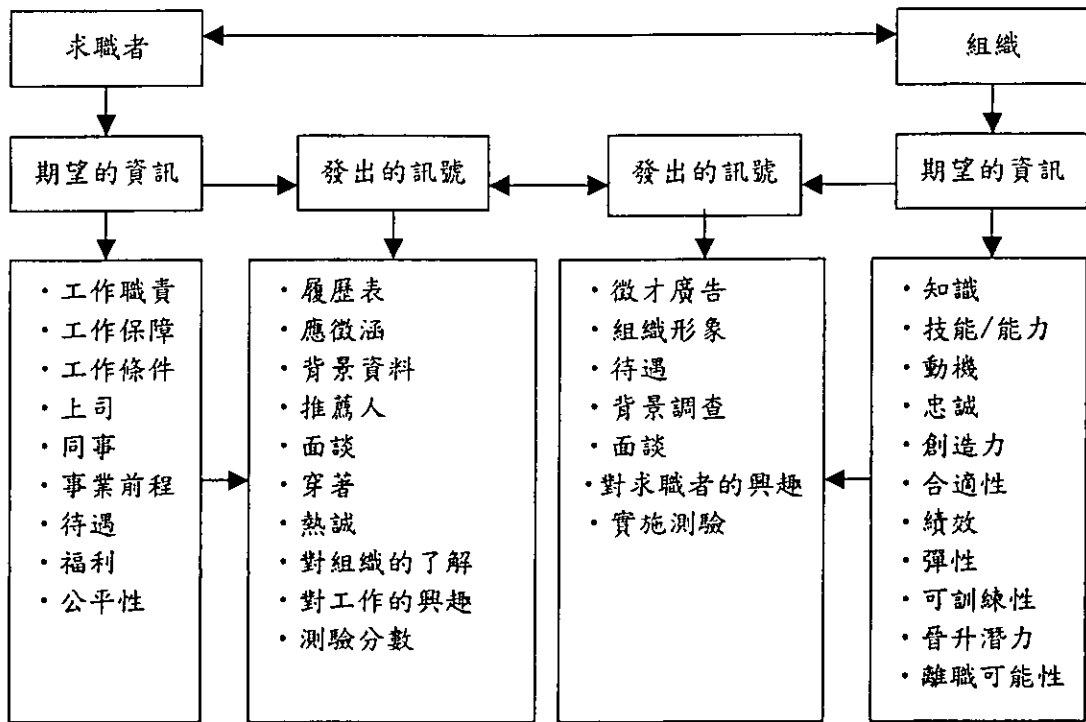 求職者
組織
期望的資訊
發出的訊號
發出的訊號
期望的資訊
・工作職責
・工作保障
・工作條件
・上司
・同事
・事業前程
・待遇
・福利
・公平性
・履歷表
・應徵涵
・背景資料
・推薦人
・面談
・穿著
・熱誠
・對組織的了解
・對工作的興趣
・測驗分數
・徵才廣告
・組織形象
・待遇
・背景調查
・面談
・對求職者的興趣
・實施測驗
・知識
・技能/能力
・動機
・忠誠
・創造力
・合適性
・績效
・彈性
・可訓練性
・晉升潛力
・離職可能性